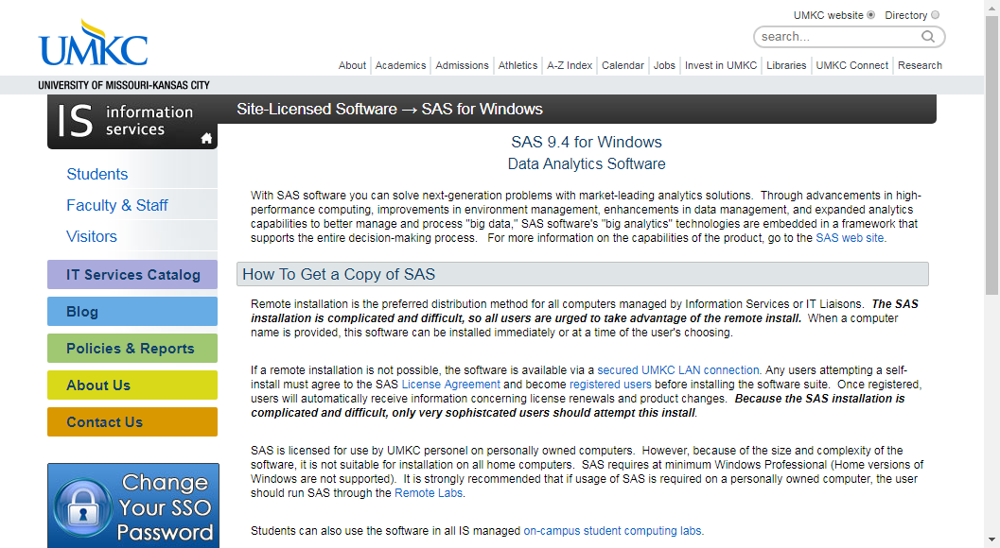 UMKC website Directory
search...
UMKC
About Academics Admissions Athletics A-Z Index Calendar Jobs Invest in UMKC Libraries UMKC Connect Research
UNIVERSITY OF MISSOURI-KANSAS CITY
IS information services
Site-Licensed Software → SAS for Windows
Students
Faculty & Staff
Visitors
IT Services Catalog
Blog
Policies & Reports
About Us
Contact Us
Change
Your SSO
Password
SAS 9.4 for Windows
Data Analytics Software
With SAS software you can solve next-generation problems with market-leading analytics solutions. Through advancements in high-
performance computing, improvements in environment management, enhancements in data management, and expanded analytics
capabilities to better manage and process "big data," SAS software's "big analytics" technologies are embedded in a framework that
supports the entire decision-making process. For more information on the capabilities of the product, go to the SAS web site.
How To Get a Copy of SAS
Remote installation is the preferred distribution method for all computers managed by Information Services or IT Liaisons. The SAS
installation is complicated and difficult, so all users are urged to take advantage of the remote install. When a computer
name is provided, this software can be installed immediately or at a time of the user's choosing.
If a remote installation is not possible, the software is available via a secured UMKC LAN connection. Any users attempting a self-
install must agree to the SAS License Agreement and become registered users before installing the software suite. Once registered,
users will automatically receive information concerning license renewals and product changes. Because the SAS installation is
complicated and difficult, only very sophistcated users should attempt this install.
SAS is licensed for use by UMKC personel on personally owned computers. However, because of the size and complexity of the
software, it is not suitable for installation on all home computers. SAS requires at minimum Windows Professional (Home versions of
Windows are not supported). It is strongly recommended that if usage of SAS is required on a personally owned computer, the user
should run SAS through the Remote Labs.
Students can also use the software in all IS managed on-campus student computing labs.